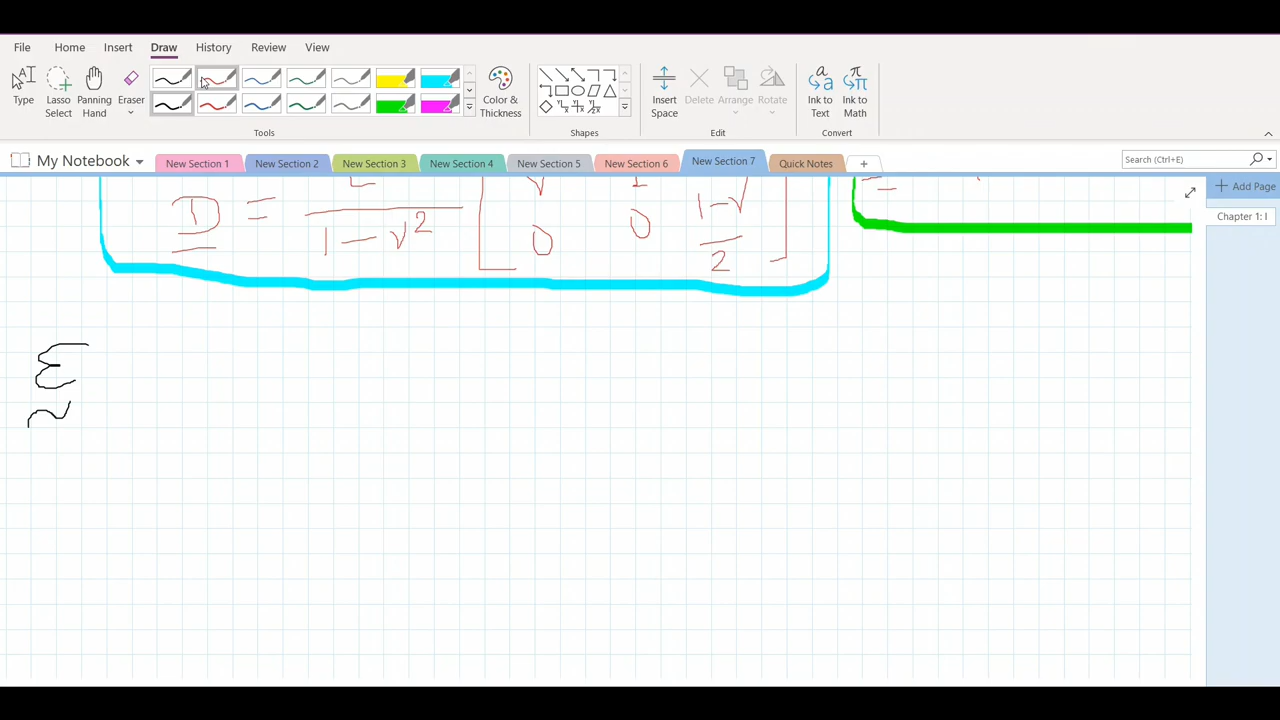 File Home Insert Draw History Review View
Type Lasso Select Panning Hand Eraser Color & Thickness Insert Space Delete Arrange Rotate Ink to Text Ink to Math
Tools Shapes Edit Convert
My Notebook New Section 1 New Section 2 New Section 3 New Section 4 New Section 5 New Section 6 New Section 7 Quick Notes + Search (Ctrl+E)
+ Add Page
Chapter 1: I
D = / 1 - ν² [ 0 0 1-ν / 2 ]
ε
~